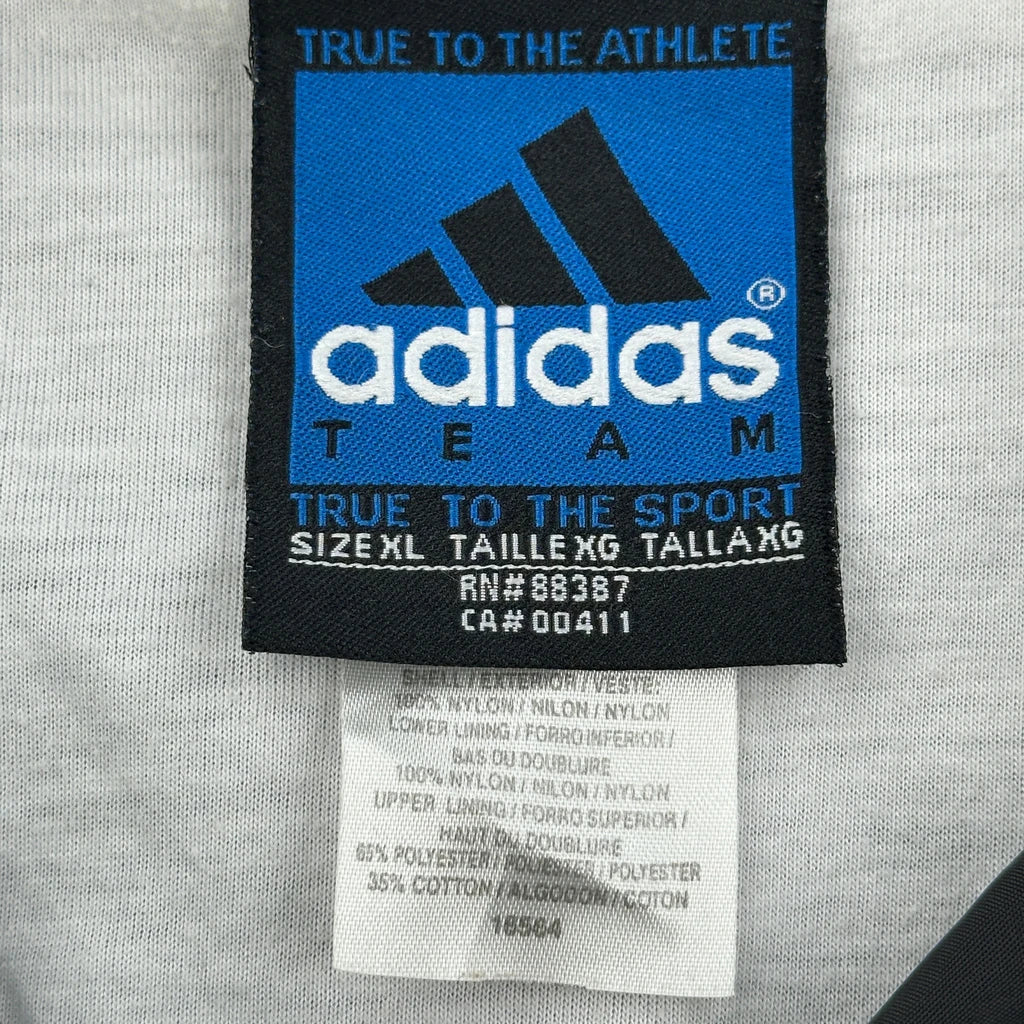 TRUE TO THE ATHLETE
®
adidas
TEAM
TRUE TO THE SPORT
SIZE XL TAILLE XG TALLA XG
RN# 88387
CA# 00411
SHELL / EXTERIOR / VESTE:
100% NYLON / NILON / NYLON
LOWER LINING / FORRO INFERIOR /
BAS DU DOUBLURE
100% NYLON / NILON / NYLON
UPPER LINING / FORRO SUPERIOR /
HAUT DU DOUBLURE
65% POLYESTER / POLIESTER / POLYESTER
35% COTTON / ALGODON / COTON